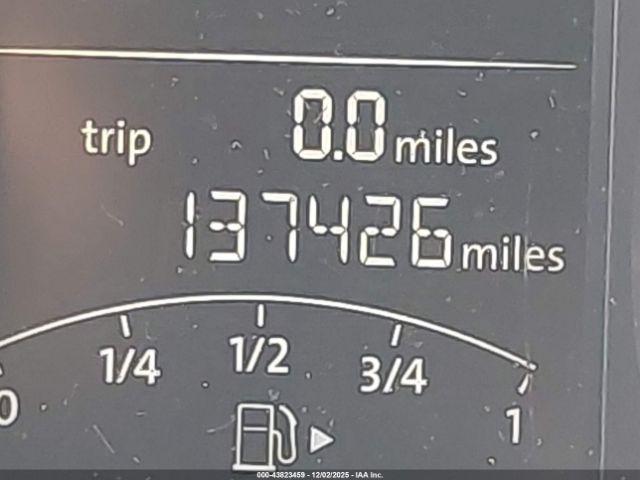 trip 0.0 miles
137426 miles
0 1/4 1/2 3/4 1
000-43823459 - 12/02/2025 - IAA Inc.